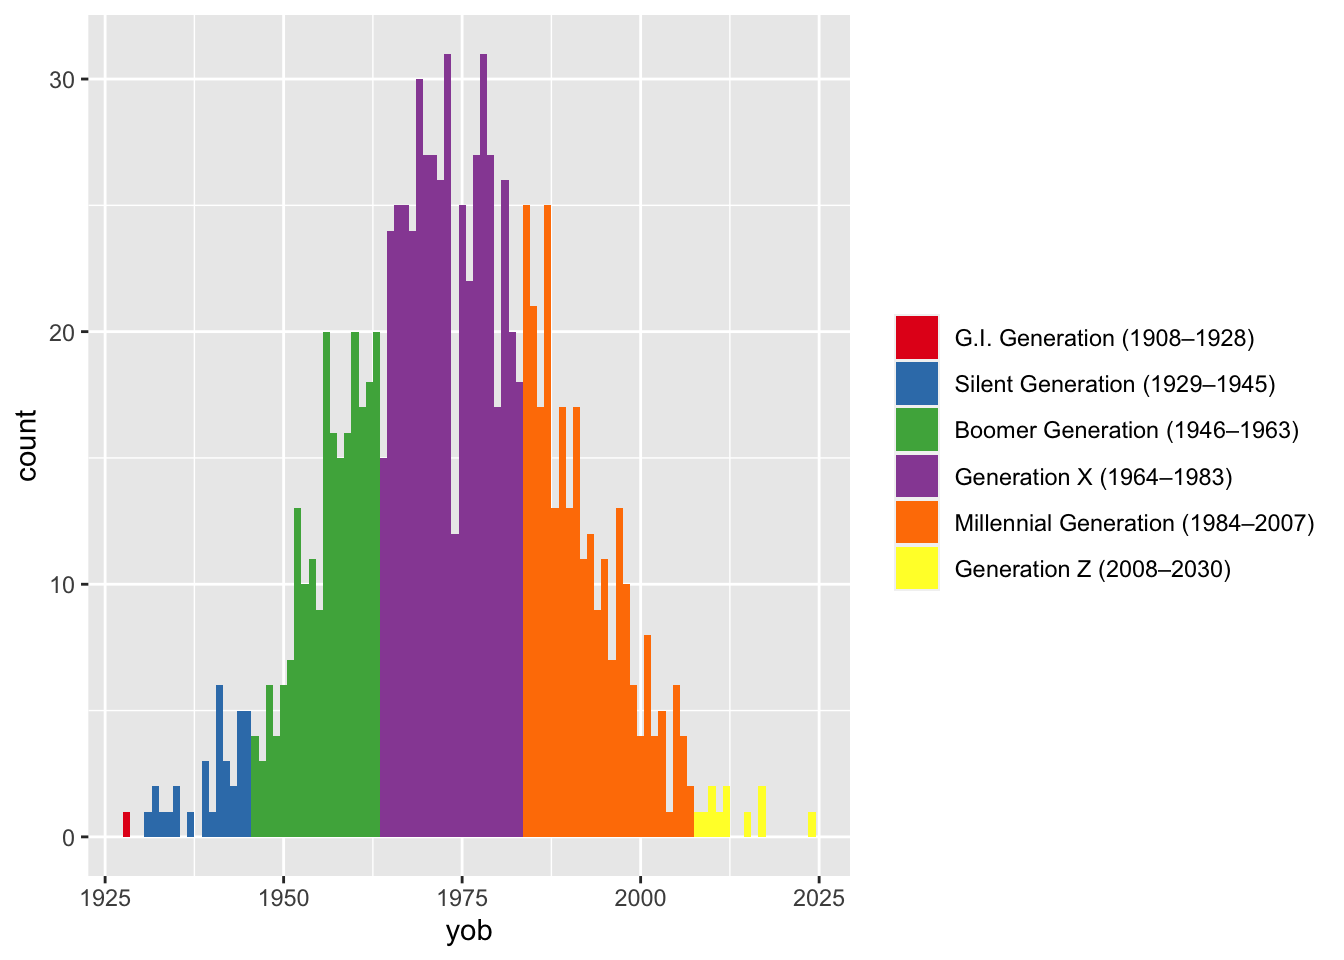 30
20
10
0
count
1925 1950 1975 2000 2025
yob
G.I. Generation (1908–1928)
Silent Generation (1929–1945)
Boomer Generation (1946–1963)
Generation X (1964–1983)
Millennial Generation (1984–2007)
Generation Z (2008–2030)